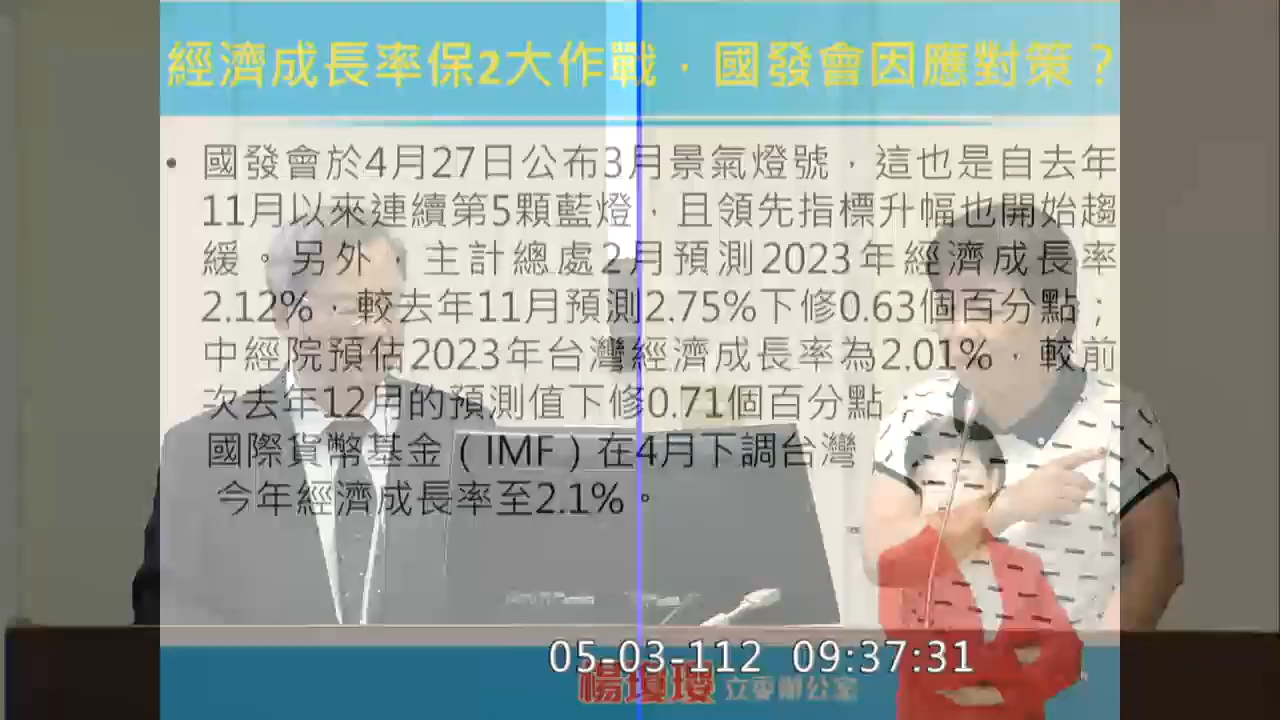 經濟成長率保2大作戰，國發會因應對策？
• 國發會於4月27日公布3月景氣燈號，這也是自去年
11月以來連續第5顆藍燈，且領先指標升幅也開始趨
緩。另外，主計總處2月預測2023年經濟成長率
2.12%，較去年11月預測2.75%下修0.63個百分點；
中經院預估2023年台灣經濟成長率為2.01%，較前
次去年12月的預測值下修0.71個百分點
國際貨幣基金（IMF）在4月下調台灣
今年經濟成長率至2.1%。
05-03-112 09:37:31
楊瓊瓔 立委辦公室